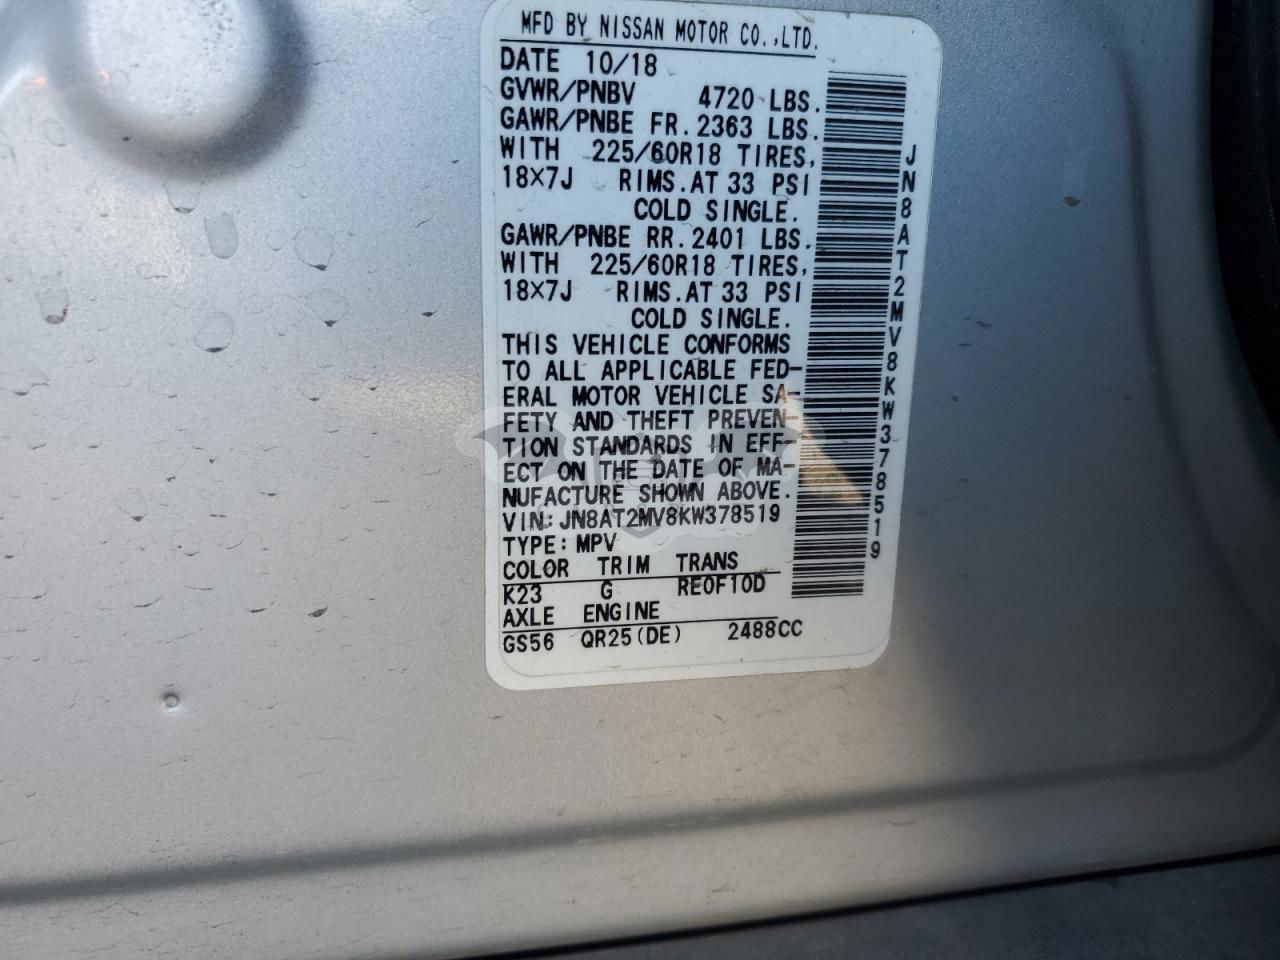 MFD BY NISSAN MOTOR CO.,LTD.
DATE 10/18
GVWR/PNBV 4720 LBS.
GAWR/PNBE FR. 2363 LBS.
WITH 225/60R18 TIRES,
18×7J RIMS. AT 33 PSI
COLD SINGLE.
GAWR/PNBE RR. 2401 LBS.
WITH 225/60R18 TIRES,
18×7J RIMS. AT 33 PSI
COLD SINGLE.
THIS VEHICLE CONFORMS
TO ALL APPLICABLE FED-
ERAL MOTOR VEHICLE SA-
FETY AND THEFT PREVEN-
TION STANDARDS IN EFF-
ECT ON THE DATE OF MA-
NUFACTURE SHOWN ABOVE.
VIN: JN8AT2MV8KW378519
TYPE: MPV
COLOR TRIM TRANS
K23 G RE0F10D
AXLE ENGINE
GS56 QR25(DE) 2488CC
JN8AT2MV8KW378519